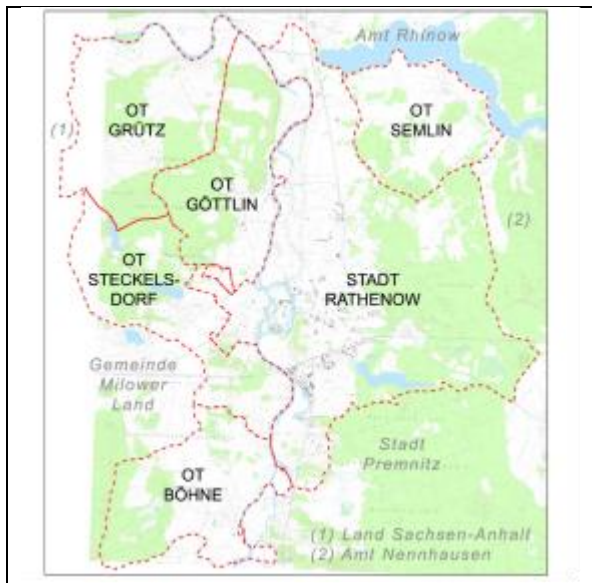 Amt Rhinow
OT
GRÜTZ
(1)
OT
SEMLIN
OT
GÖTTLIN
(2)
OT
STECKELS-
DORF
STADT
RATHENOW
Gemeinde
Milower
Land
Stadt
Premnitz
OT
BÖHNE
(1) Land Sachsen-Anhalt
(2) Amt Nennhausen